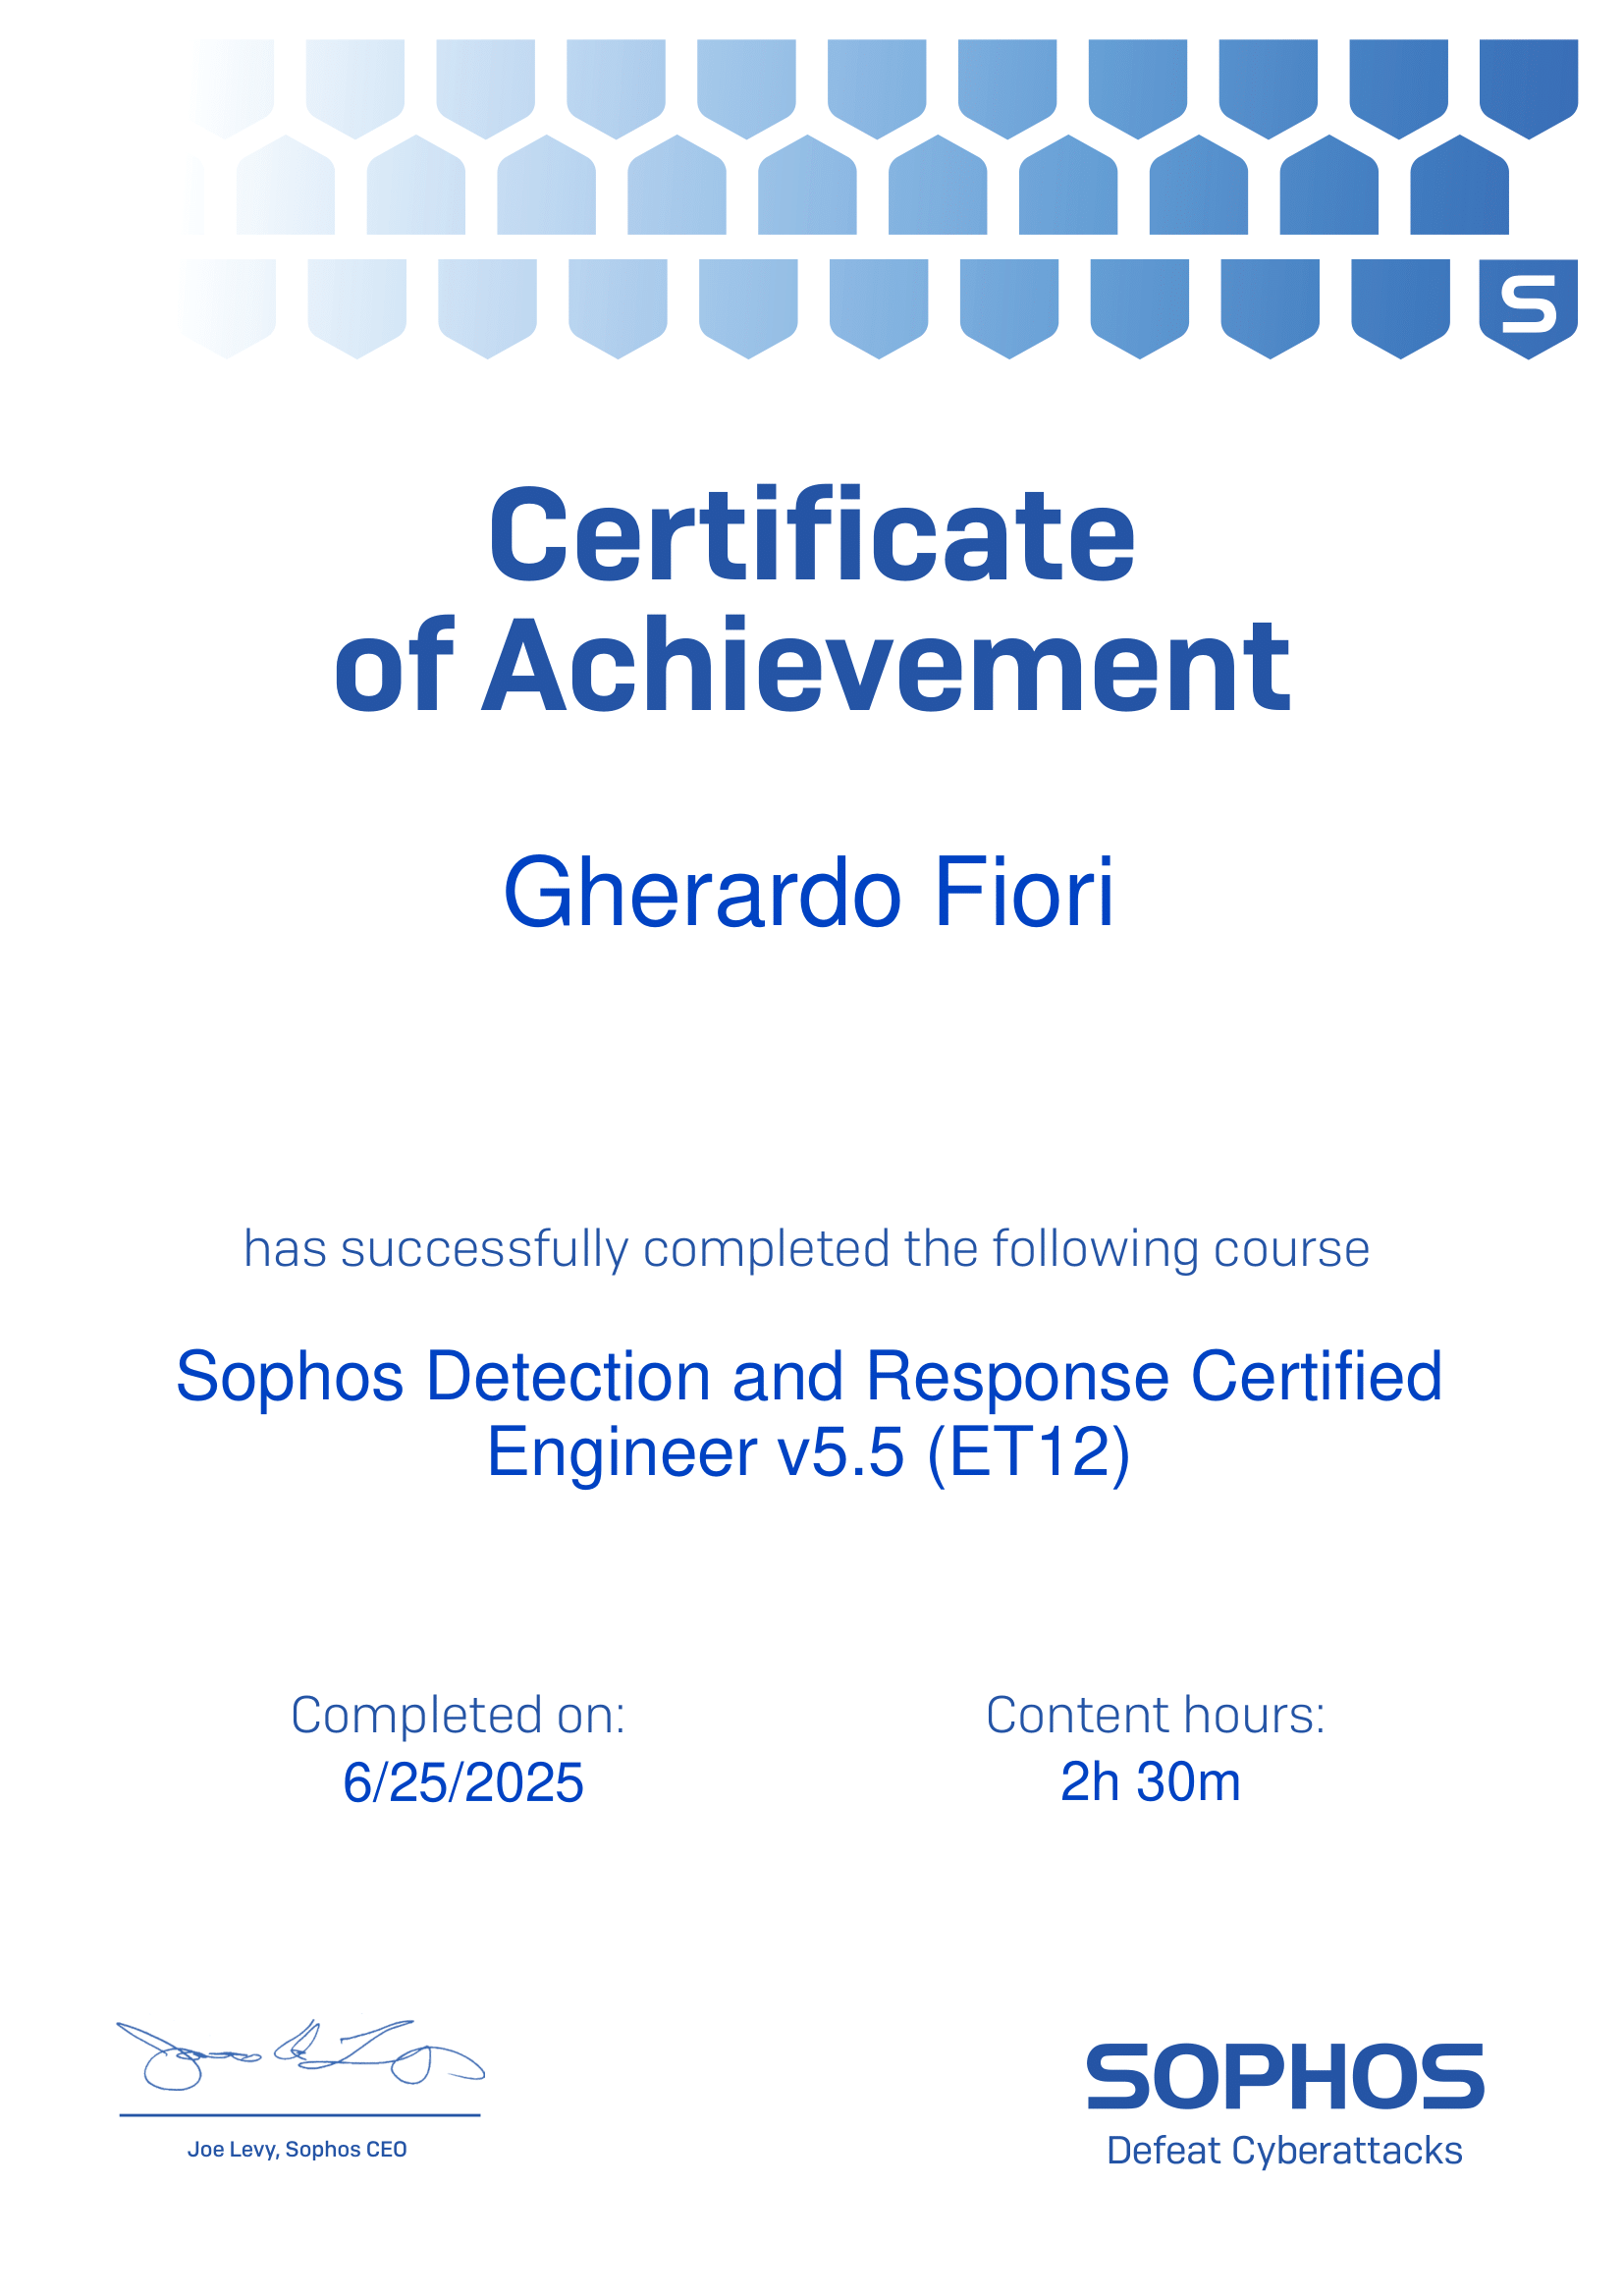 S
Certificate
of Achievement
Gherardo Fiori
has successfully completed the following course
Sophos Detection and Response Certified
Engineer v5.5 (ET12)
Completed on:
6/25/2025
Content hours:
2h 30m
Joe Levy, Sophos CEO
SOPHOS
Defeat Cyberattacks